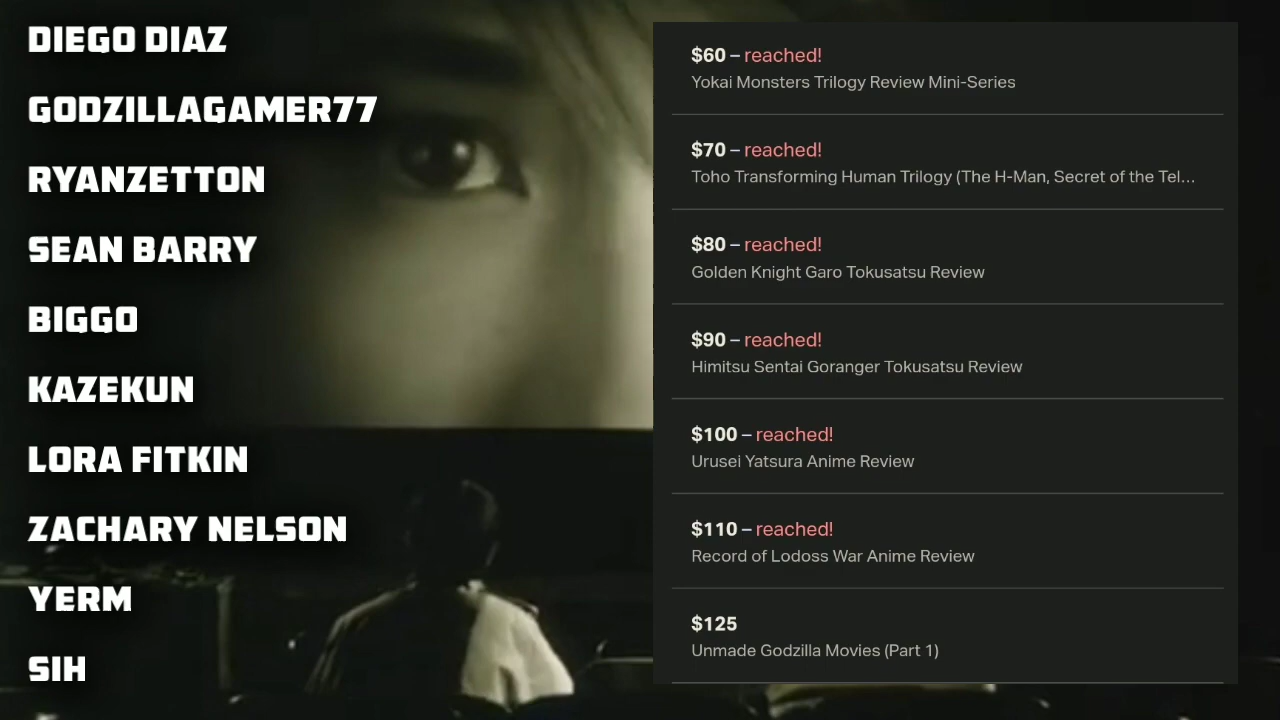 DIEGO DIAZ
GODZILLAGAMER77
RYANZETTON
SEAN BARRY
BIGGO
KAZEKUN
LORA FITKIN
ZACHARY NELSON
YERM
SIH
$60 – reached!
Yokai Monsters Trilogy Review Mini-Series
$70 – reached!
Toho Transforming Human Trilogy (The H-Man, Secret of the Tel...
$80 – reached!
Golden Knight Garo Tokusatsu Review
$90 – reached!
Himitsu Sentai Goranger Tokusatsu Review
$100 – reached!
Urusei Yatsura Anime Review
$110 – reached!
Record of Lodoss War Anime Review
$125
Unmade Godzilla Movies (Part 1)